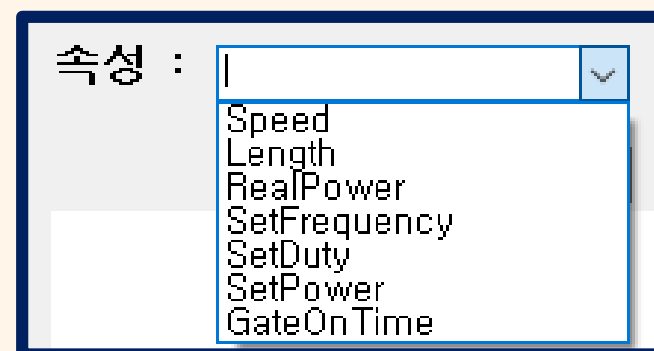 속성 :
Speed
Length
RealPower
SetFrequency
SetDuty
SetPower
GateOnTime